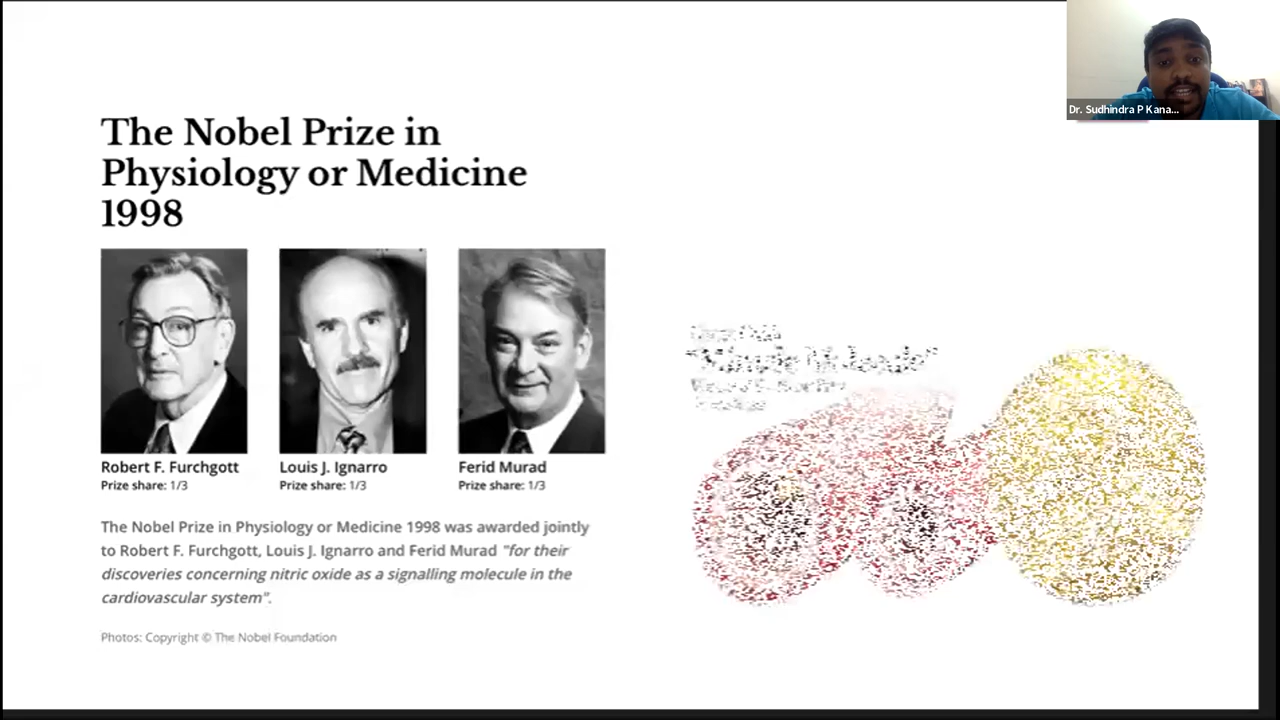 Dr. Sudhindra P Kana...
The Nobel Prize in
Physiology or Medicine
1998
Robert F. Furchgott
Prize share: 1/3
Louis J. Ignarro
Prize share: 1/3
Ferid Murad
Prize share: 1/3
The Nobel Prize in Physiology or Medicine 1998 was awarded jointly
to Robert F. Furchgott, Louis J. Ignarro and Ferid Murad "for their
discoveries concerning nitric oxide as a signalling molecule in the
cardiovascular system".
Photos: Copyright © The Nobel Foundation